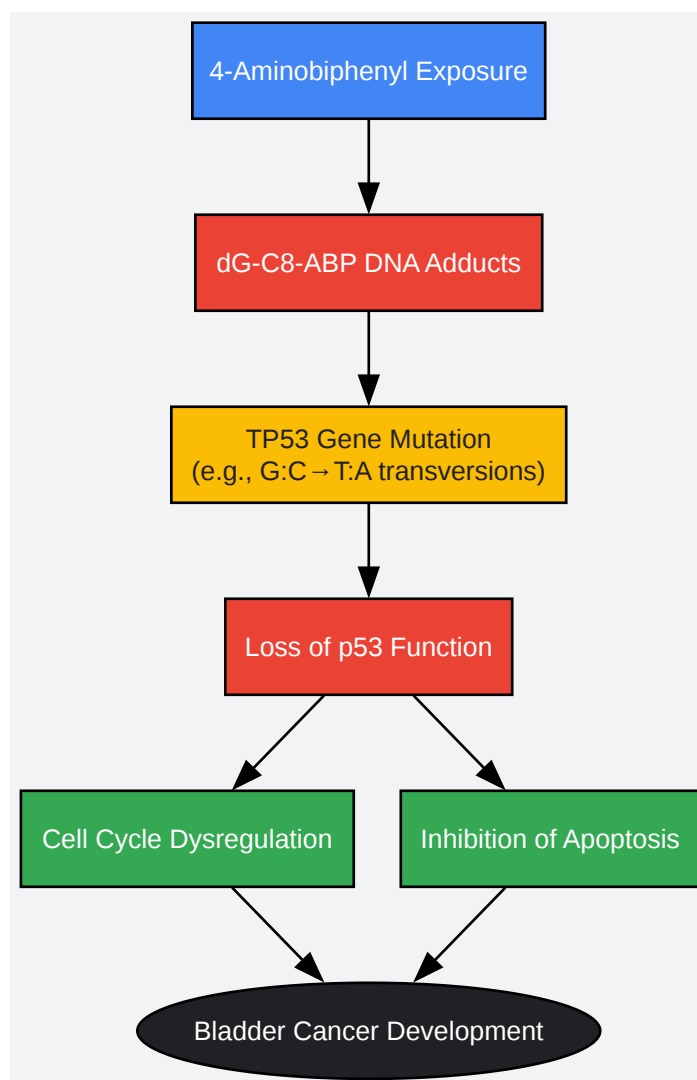 4-Aminobiphenyl Exposure
dG-C8-ABP DNA Adducts
TP53 Gene Mutation
(e.g., G:C→T:A transversions)
Loss of p53 Function
Cell Cycle Dysregulation
Inhibition of Apoptosis
Bladder Cancer Development